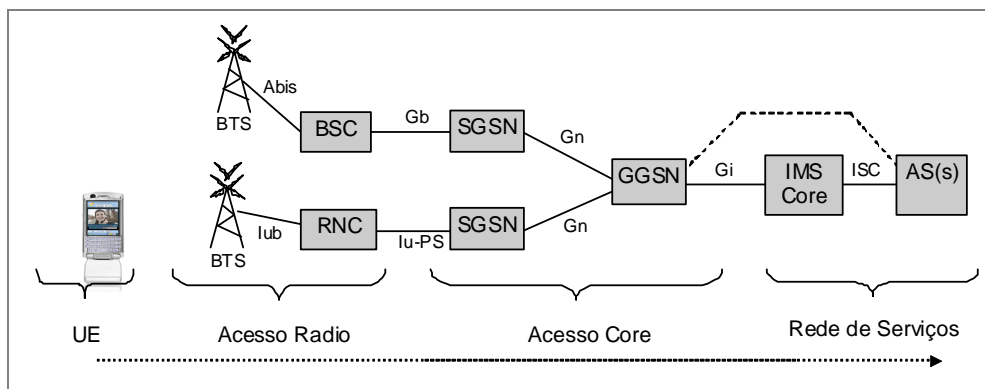 Abis
BTS
BSC
Gb
SGSN
Gn
GGSN
Gi
IMS
Core
ISC
AS(s)
Iub
BTS
RNC
Iu-PS
SGSN
Gn
UE
Acesso Radio
Acesso Core
Rede de Serviços